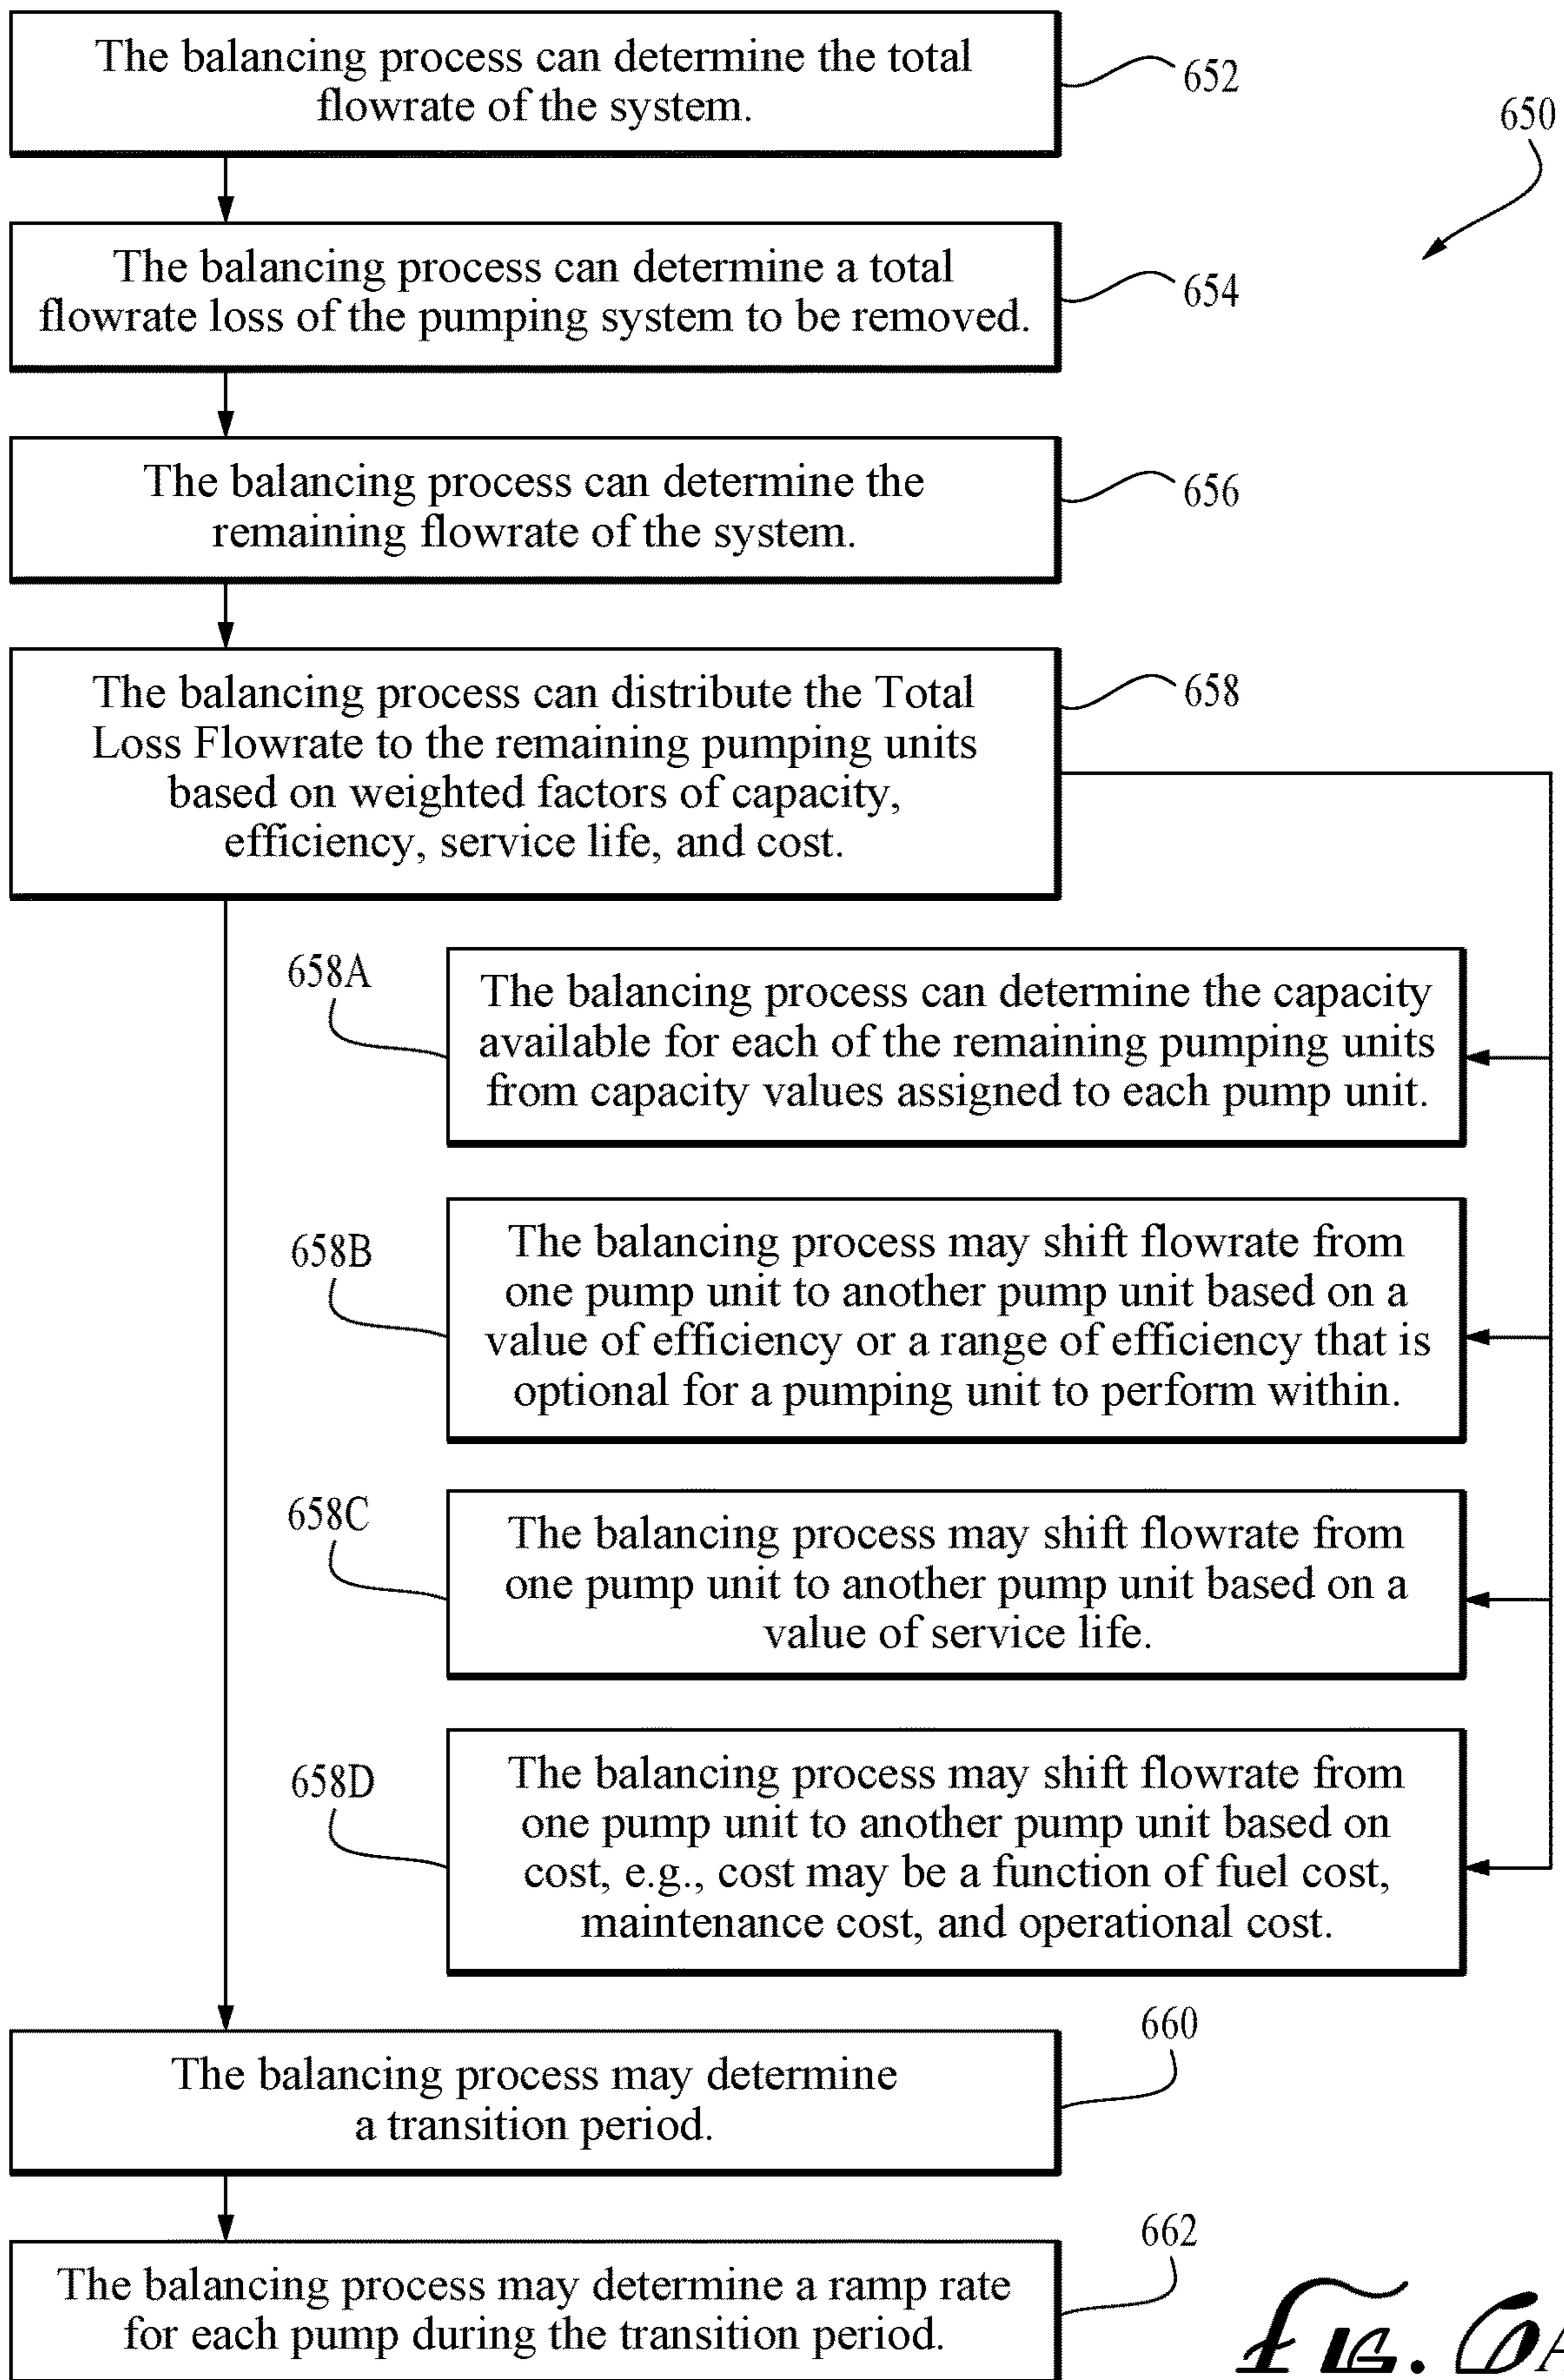 The balancing process can determine the total
flowrate of the system.
652
650
The balancing process can determine a total
flowrate loss of the pumping system to be removed.
654
The balancing process can determine the
remaining flowrate of the system.
656
The balancing process can distribute the Total
Loss Flowrate to the remaining pumping units
based on weighted factors of capacity,
efficiency, service life, and cost.
658
658A
The balancing process can determine the capacity
available for each of the remaining pumping units
from capacity values assigned to each pump unit.
658B
The balancing process may shift flowrate from
one pump unit to another pump unit based on a
value of efficiency or a range of efficiency that is
optional for a pumping unit to perform within.
658C
The balancing process may shift flowrate from
one pump unit to another pump unit based on a
value of service life.
658D
The balancing process may shift flowrate from
one pump unit to another pump unit based on
cost, e.g., cost may be a function of fuel cost,
maintenance cost, and operational cost.
660
The balancing process may determine
a transition period.
662
The balancing process may determine a ramp rate
for each pump during the transition period.
FIG. 6A